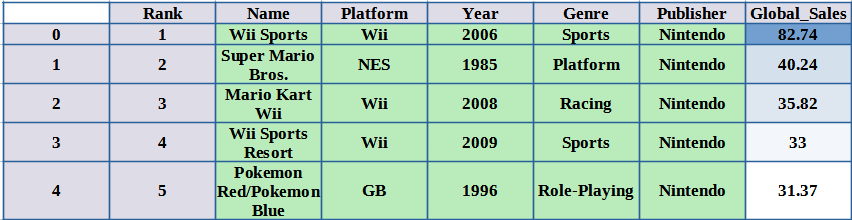 Rank Name Platform Year Genre Publisher Global_Sales
0 1 Wii Sports Wii 2006 Sports Nintendo 82.74
1 2 Super Mario Bros. NES 1985 Platform Nintendo 40.24
2 3 Mario Kart Wii Wii 2008 Racing Nintendo 35.82
3 4 Wii Sports Resort Wii 2009 Sports Nintendo 33
4 5 Pokemon Red/Pokemon Blue GB 1996 Role-Playing Nintendo 31.37